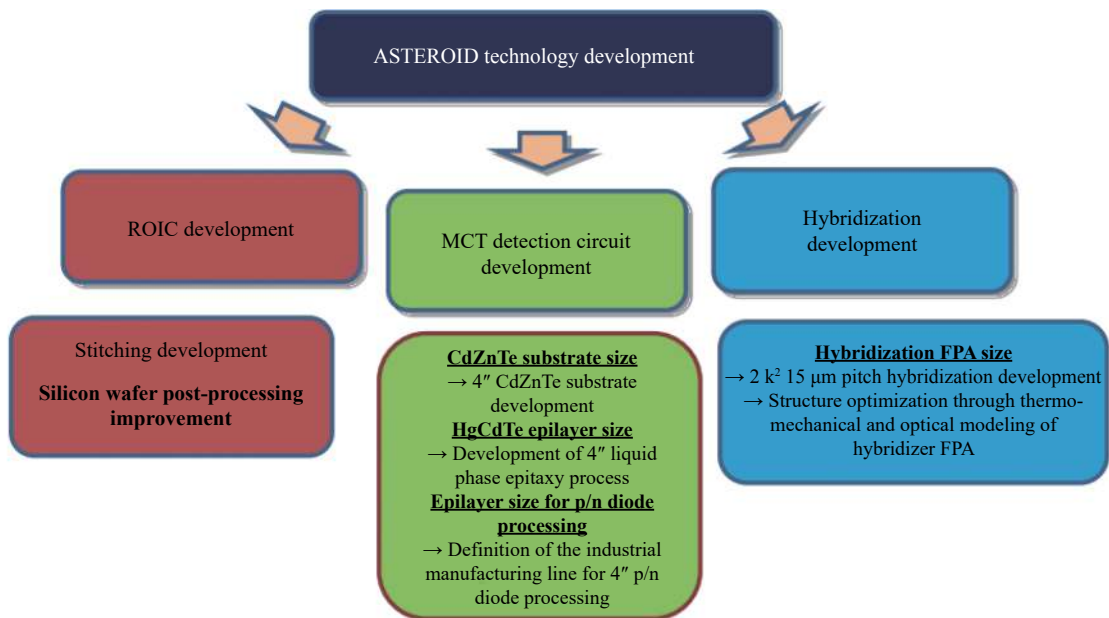 ASTEROID technology development
ROIC development
MCT detection circuit
development
Hybridization
development
Stitching development
Silicon wafer post-processing
improvement
CdZnTe substrate size
→ 4″ CdZnTe substrate
development
HgCdTe epilayer size
→ Development of 4″ liquid
phase epitaxy process
Epilayer size for p/n diode
processing
→ Definition of the industrial
manufacturing line for 4″ p/n
diode processing
Hybridization FPA size
→ 2 k² 15 μm pitch hybridization development
→ Structure optimization through thermo-
mechanical and optical modeling of
hybridizer FPA